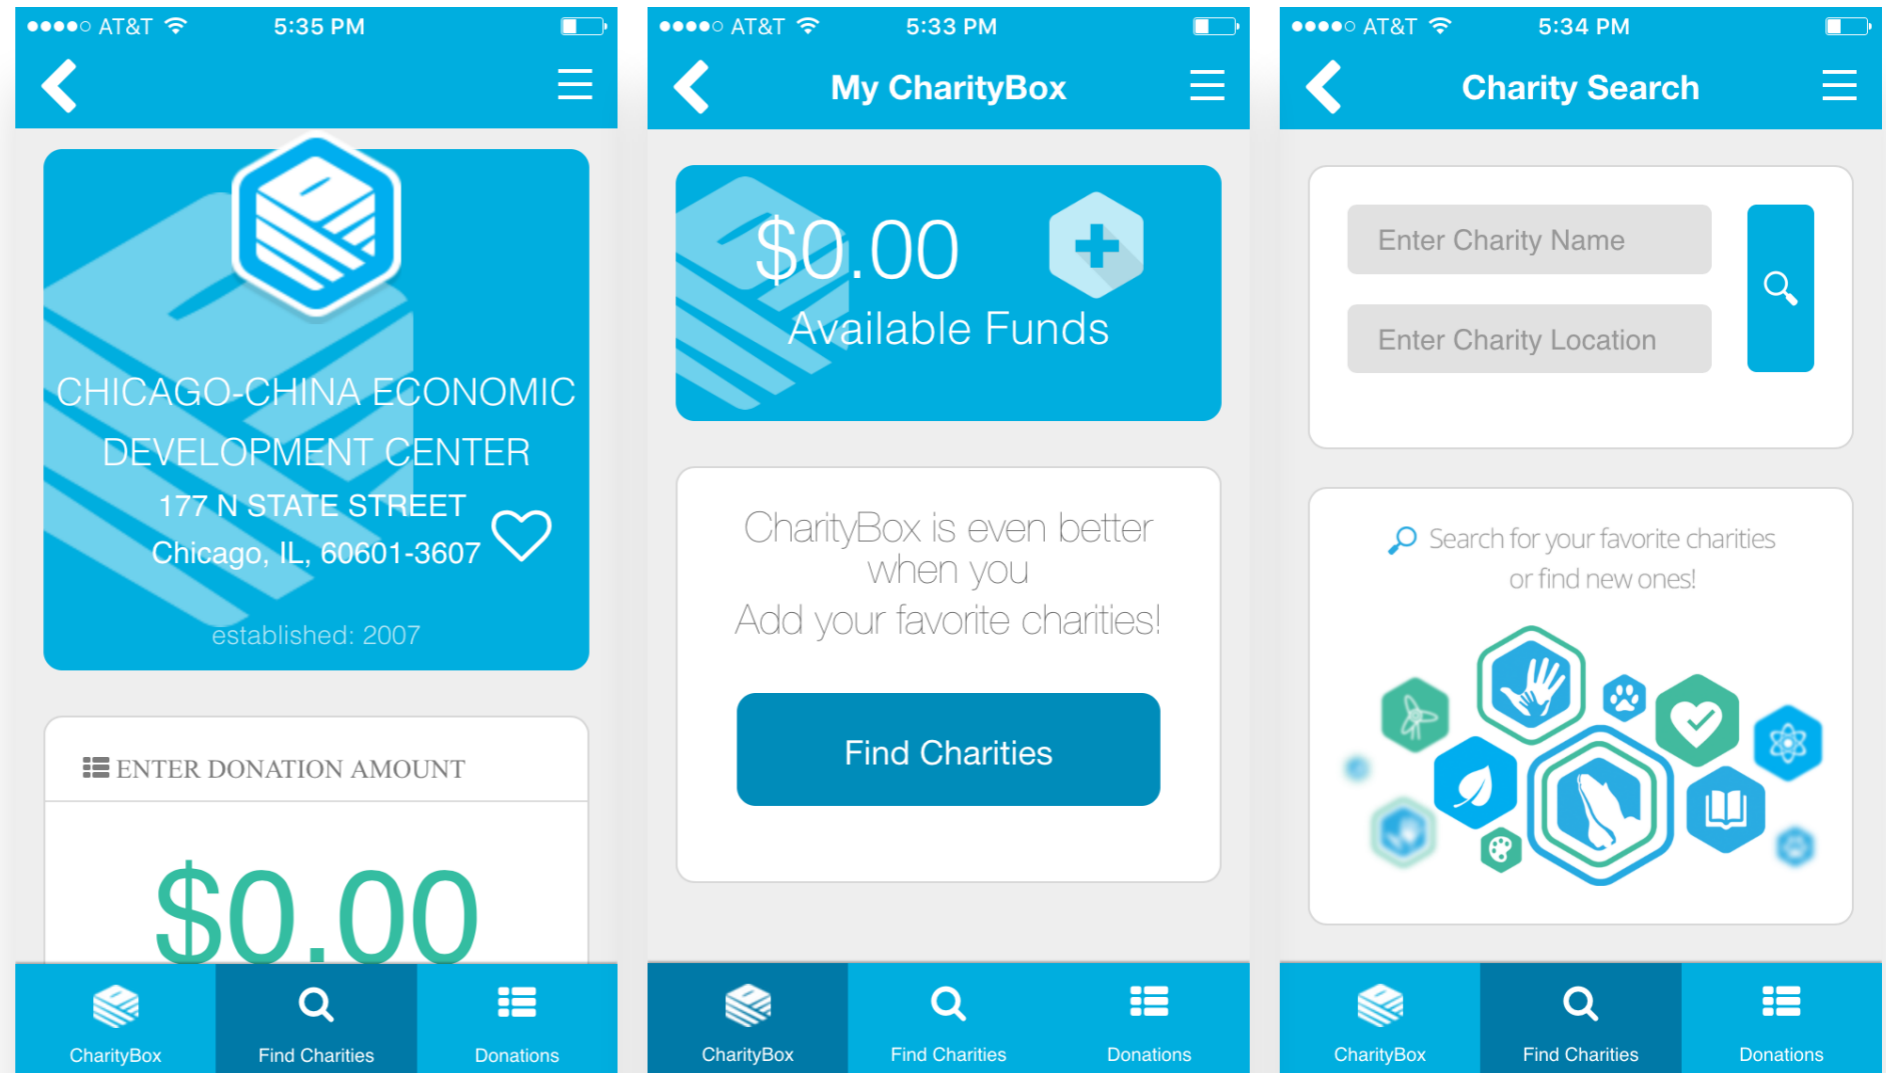 AT&T 5:35 PM
CHICAGO-CHINA ECONOMIC
DEVELOPMENT CENTER
177 N STATE STREET
Chicago, IL, 60601-3607
established: 2007
ENTER DONATION AMOUNT
$0.00
CharityBox Find Charities Donations
AT&T 5:33 PM
My CharityBox
$0.00
Available Funds
CharityBox is even better
when you
Add your favorite charities!
Find Charities
CharityBox Find Charities Donations
AT&T 5:34 PM
Charity Search
Enter Charity Name
Enter Charity Location
Search for your favorite charities
or find new ones!
CharityBox Find Charities Donations